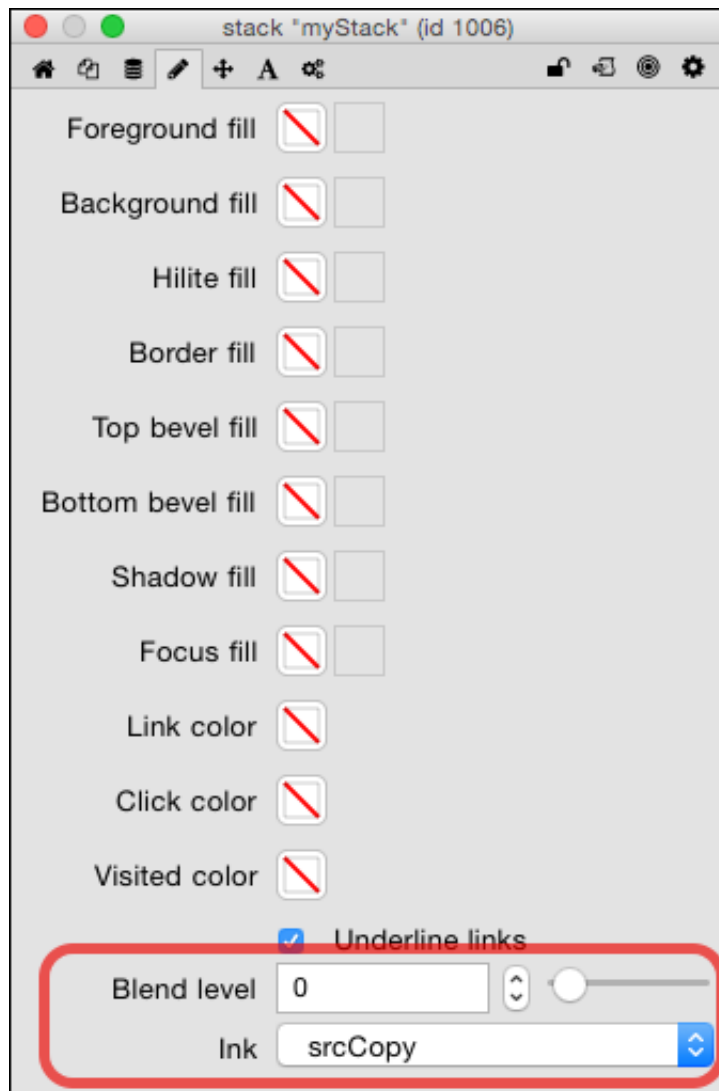 stack "myStack" (id 1006)
A
Foreground fill
Background fill
Hilite fill
Border fill
Top bevel fill
Bottom bevel fill
Shadow fill
Focus fill
Link color
Click color
Visited color
Underline links
Blend level 0
Ink srcCopy